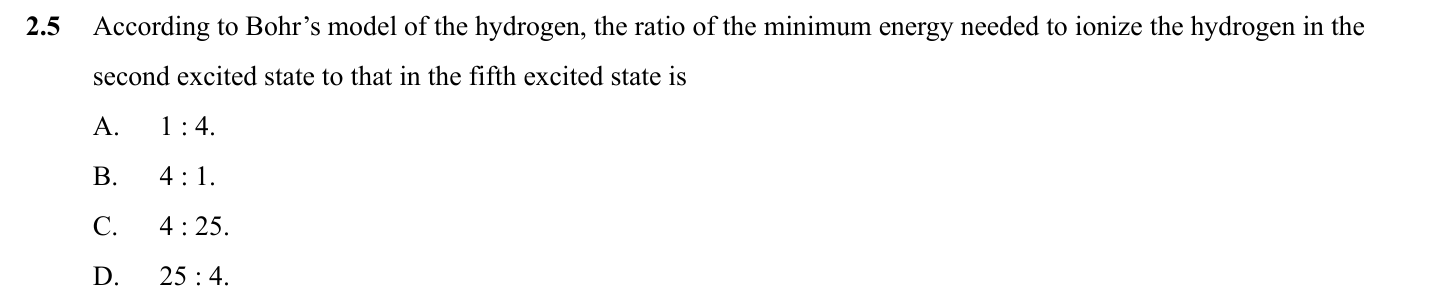 2.5 According to Bohr’s model of the hydrogen, the ratio of the minimum energy needed to ionize the hydrogen in the
second excited state to that in the fifth excited state is
A. 1 : 4.
B. 4 : 1.
C. 4 : 25.
D. 25 : 4.